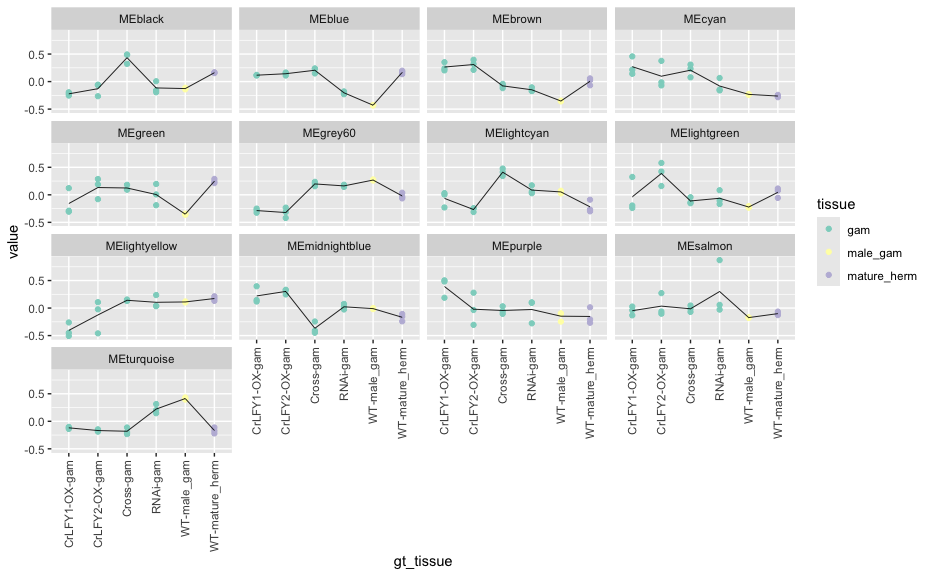 MEblack MEblue MEbrown MEcyan
0.5
0.0
-0.5
MEgreen MEgrey60 MElightcyan MElightgreen
0.5
0.0
-0.5
MElightyellow MEmidnightblue MEpurple MEsalmon
0.5
0.0
-0.5
MEturquoise
0.5
0.0
-0.5
value
CrLFY1-OX-gam
CrLFY2-OX-gam
Cross-gam
RNAi-gam
WT-male_gam
WT-mature_herm
CrLFY1-OX-gam
CrLFY2-OX-gam
Cross-gam
RNAi-gam
WT-male_gam
WT-mature_herm
CrLFY1-OX-gam
CrLFY2-OX-gam
Cross-gam
RNAi-gam
WT-male_gam
WT-mature_herm
CrLFY1-OX-gam
CrLFY2-OX-gam
Cross-gam
RNAi-gam
WT-male_gam
WT-mature_herm
gt_tissue
tissue
gam
male_gam
mature_herm